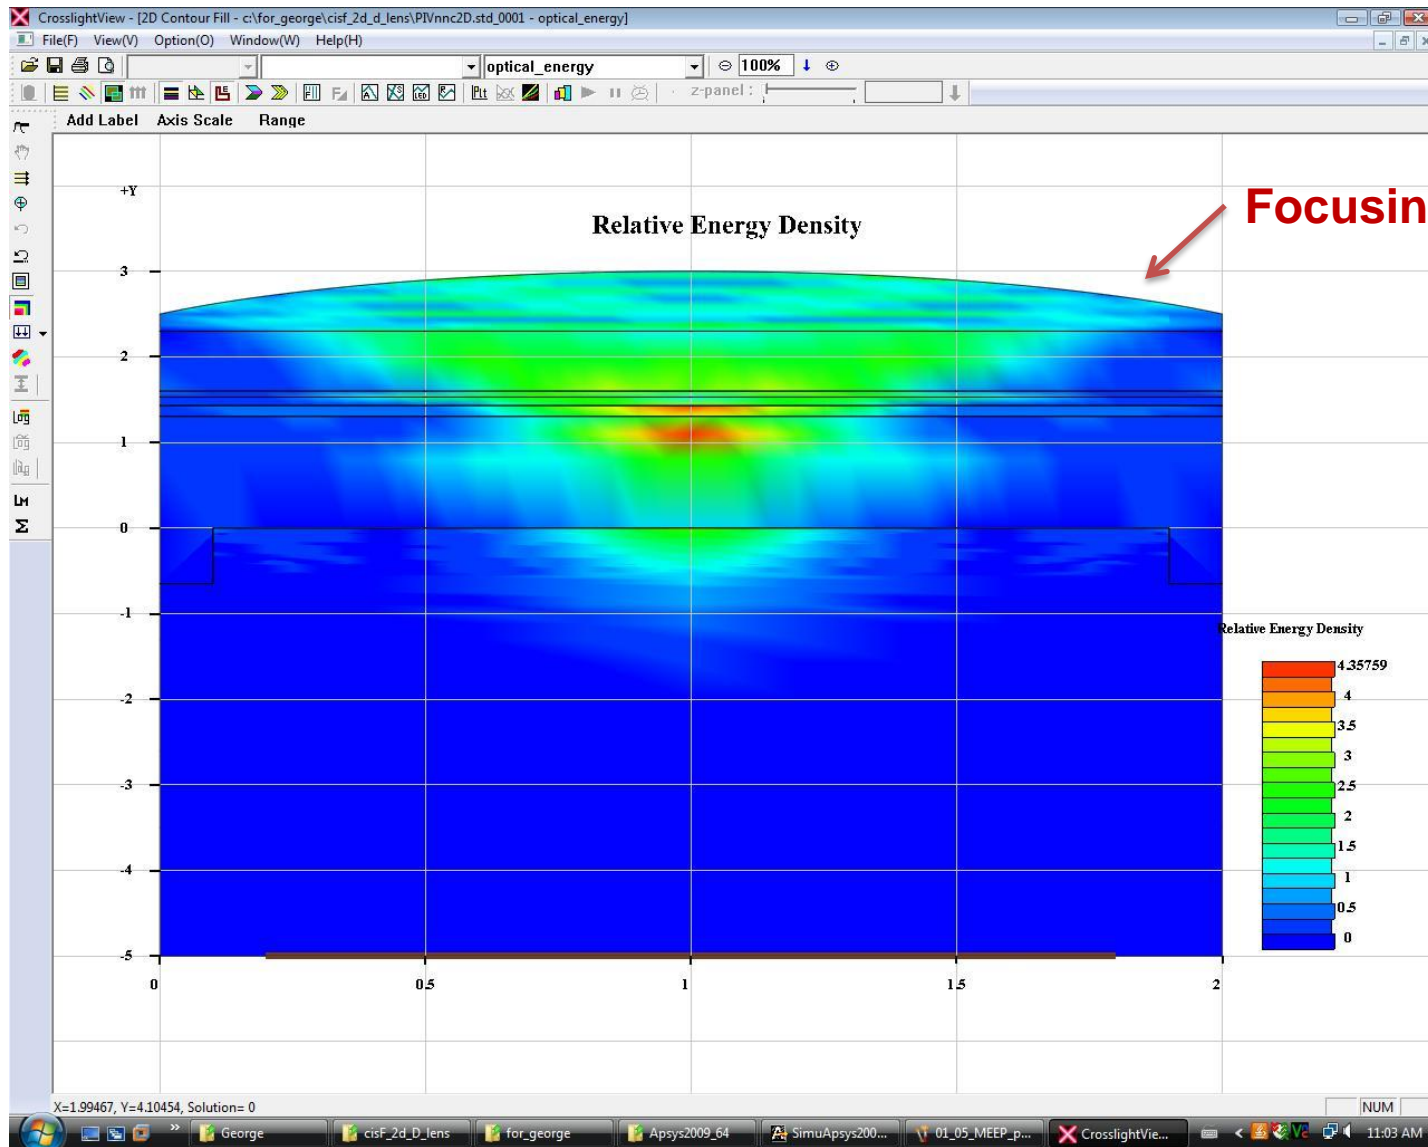 CrosslightView - [2D Contour Fill - c:\for_george\cisf_2d_d_lens\PIVnnc2D.std_0001 - optical_energy]
File(F) View(V) Option(O) Window(W) Help(H)
optical_energy 100%
z-panel:
Add Label Axis Scale Range
+Y
Relative Energy Density
Focusin
3
2
1
0
-1
-2
-3
-4
-5
0 0.5 1 1.5 2
Relative Energy Density
4.35759
4
3.5
3
2.5
2
1.5
1
0.5
0
X=1.99467, Y=4.10454, Solution= 0
NUM
George cisF_2d_D_lens for_george Apsys2009_64 SimuApsys200... 01_05_MEEP_p... CrosslightVie... 11:03 AM